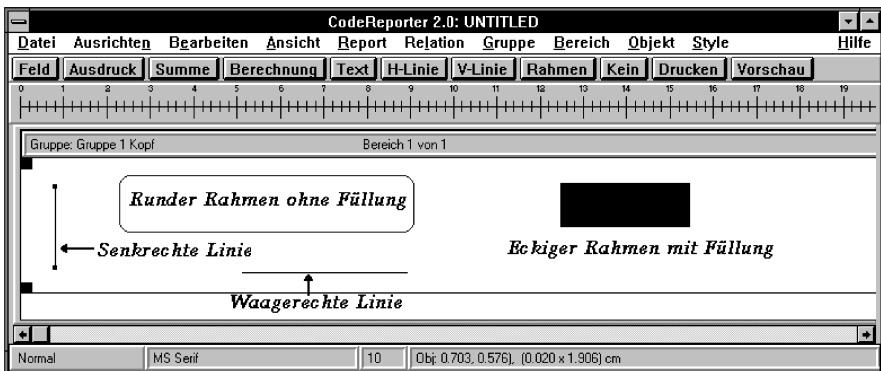 CodeReporter 2.0: UNTITLED
Datei Ausrichten Bearbeiten Ansicht Report Relation Gruppe Bereich Objekt Style Hilfe
Feld Ausdruck Summe Berechnung Text H-Linie V-Linie Rahmen Kein Drucken Vorschau
0 1 2 3 4 5 6 7 8 9 10 11 12 13 14 15 16 17 18 19
Gruppe: Gruppe 1 Kopf Bereich 1 von 1
Runder Rahmen ohne Füllung
Senkrechte Linie Eckiger Rahmen mit Füllung
Waagerechte Linie
Normal MS Serif 10 Obj: 0.703, 0.576), (0.020 x 1.906) cm